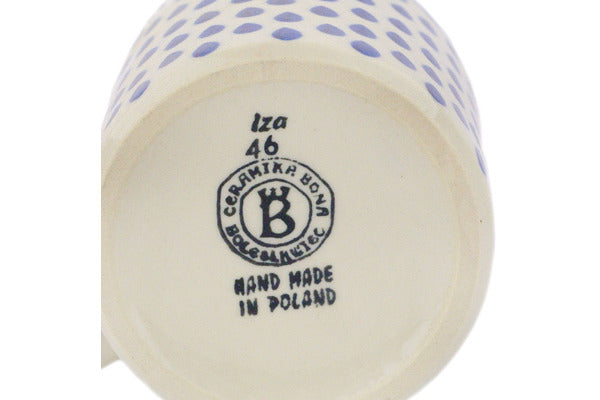 Iza
46
CERAMIKA BONA
B
BOLESŁAWIEC
HAND MADE
IN POLAND